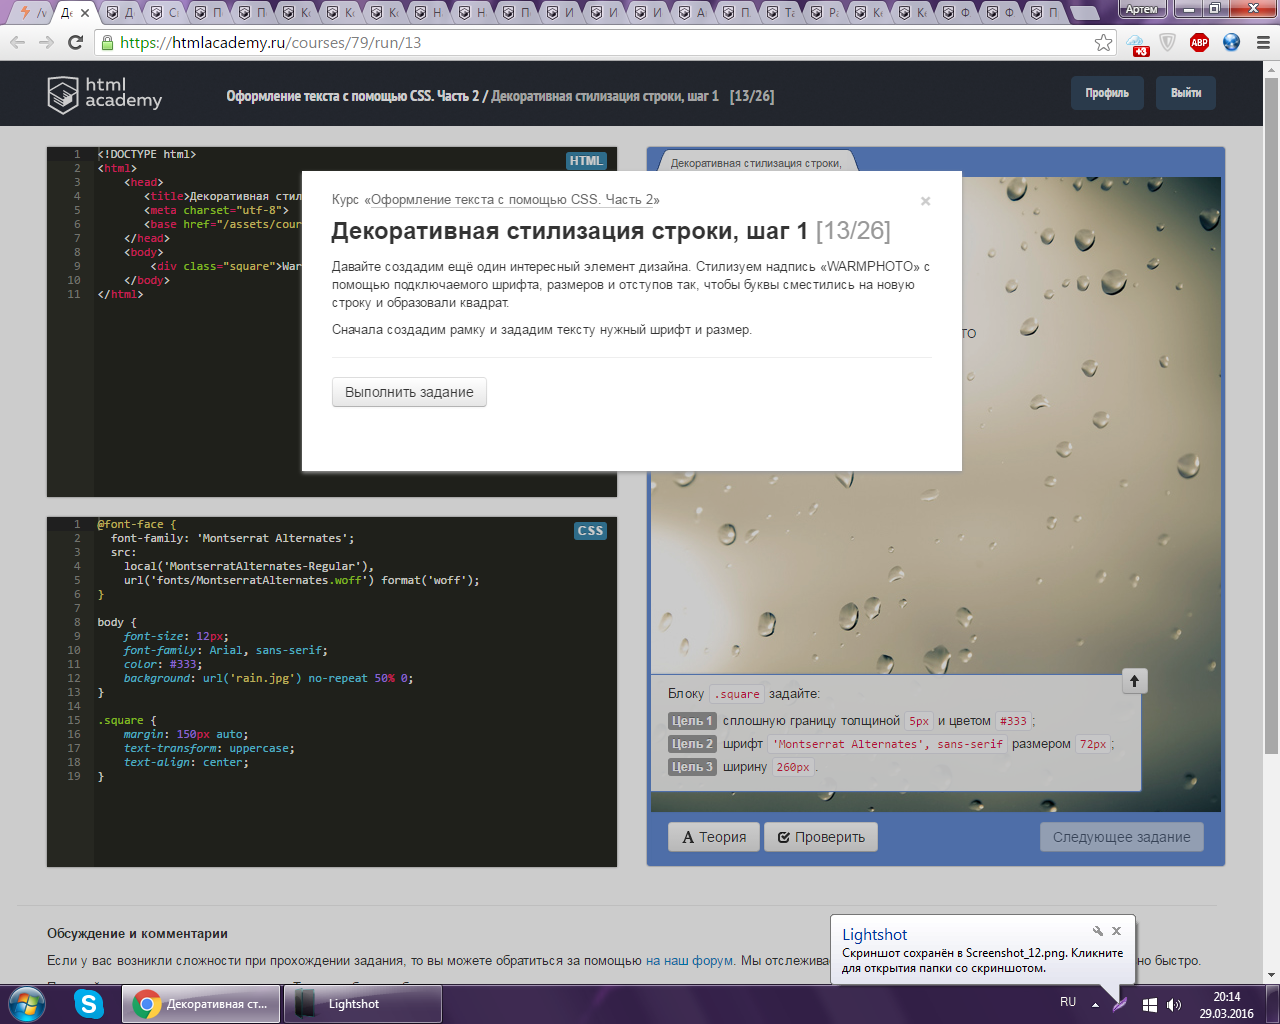 Артем
https://htmlacademy.ru/courses/79/run/13
+3
ABP
html
academy
Оформление текста с помощью CSS. Часть 2 / Декоративная стилизация строки, шаг 1 [13/26]
Профиль
Выйти
HTML
1 <!DOCTYPE html>
2 <html>
3 <head>
4 <title>Декоративная стил
5 <meta charset="utf-8">
6 <base href="/assets/cour
7 </head>
8 <body>
9 <div class="square">War
10 </body>
11 </html>
Декоративная стилизация строки,
Курс «Оформление текста с помощью CSS. Часть 2»
×
Декоративная стилизация строки, шаг 1 [13/26]
Давайте создадим ещё один интересный элемент дизайна. Стилизуем надпись «WARMPHOTO» с
помощью подключаемого шрифта, размеров и отступов так, чтобы буквы сместились на новую
строку и образовали квадрат.
Сначала создадим рамку и зададим тексту нужный шрифт и размер.
Выполнить задание
TO
CSS
1 @font-face {
2 font-family: 'Montserrat Alternates';
3 src:
4 local('MontserratAlternates-Regular'),
5 url('fonts/MontserratAlternates.woff') format('woff');
6 }
7
8 body {
9 font-size: 12px;
10 font-family: Arial, sans-serif;
11 color: #333;
12 background: url('rain.jpg') no-repeat 50% 0;
13 }
14
15 .square {
16 margin: 150px auto;
17 text-transform: uppercase;
18 text-align: center;
19 }
Блоку .square задайте:
Цель 1 сплошную границу толщиной 5px и цветом #333;
Цель 2 шрифт 'Montserrat Alternates', sans-serif размером 72px;
Цель 3 ширину 260px.
Теория
Проверить
Следующее задание
Обсуждение и комментарии
Если у вас возникли сложности при прохождении задания, то вы можете обратиться за помощью на наш форум. Мы отслежива
но быстро.
Lightshot
Скриншот сохранён в Screenshot_12.png. Кликните
для открытия папки со скриншотом.
Декоративная ст...
Lightshot
RU
20:14
29.03.2016